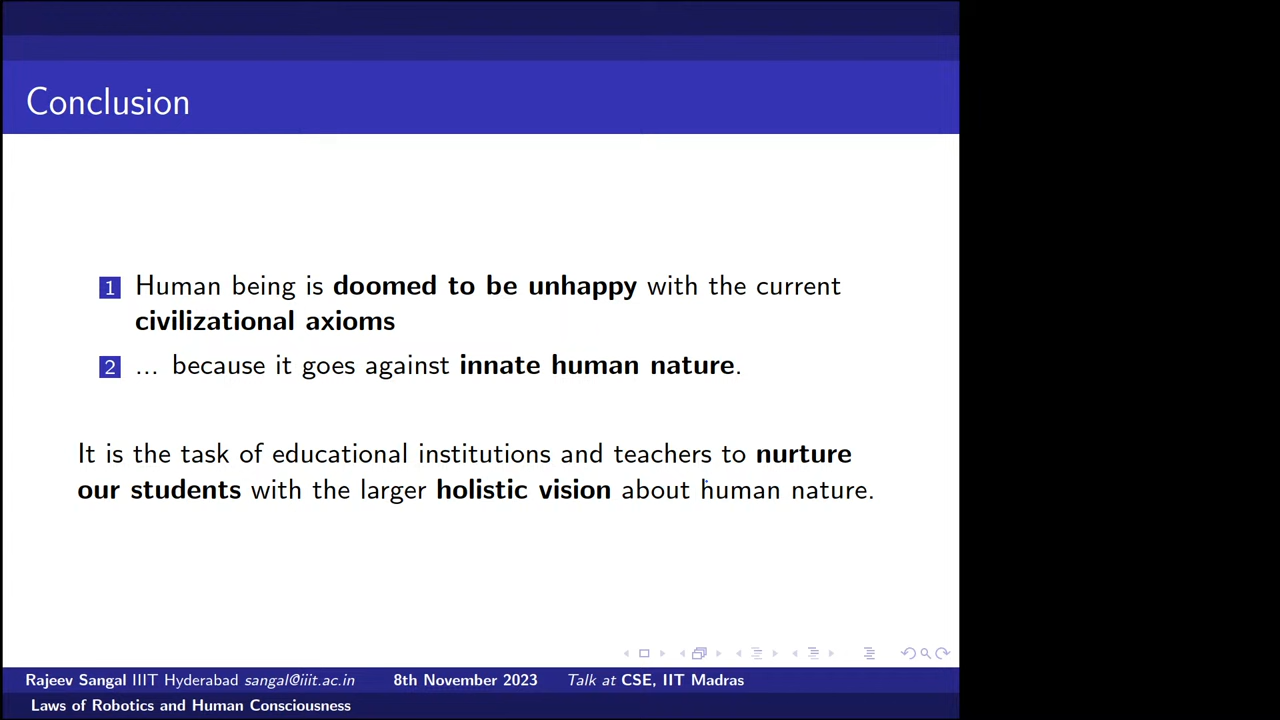 Conclusion
1 Human being is doomed to be unhappy with the current
civilizational axioms
2 ... because it goes against innate human nature.
It is the task of educational institutions and teachers to nurture
our students with the larger holistic vision about human nature.
Rajeev Sangal IIIT Hyderabad sangal@iiit.ac.in 8th November 2023 Talk at CSE, IIT Madras
Laws of Robotics and Human Consciousness